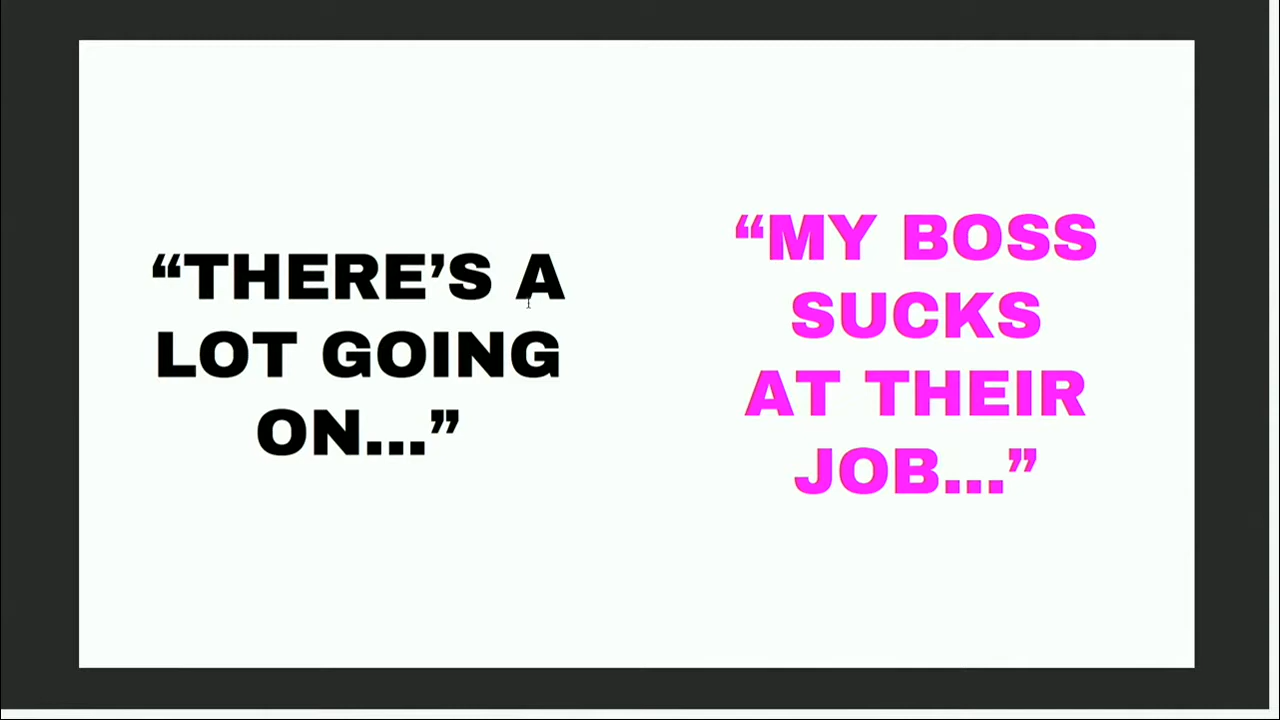 “THERE’S A
LOT GOING
ON...”
“MY BOSS
SUCKS
AT THEIR
JOB...”